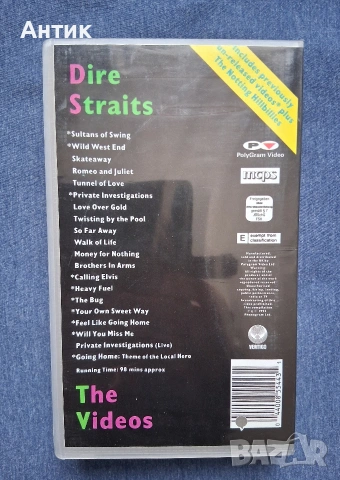 Антик
Dire
Straits
includes previously
unreleased videos* plus
The Notting Hillbillies
*Sultans of Swing
*Wild West End
Skateaway
Romeo and Juliet
Tunnel of Love
*Private Investigations
Love Over Gold
Twisting by the Pool
So Far Away
Walk of Life
Money for Nothing
Brothers In Arms
*Calling Elvis
*Heavy Fuel
*The Bug
*Your Own Sweet Way
*Feel Like Going Home
*Will You Miss Me
Private Investigations (Live)
*Going Home: Theme of the Local Hero
Running Time: 98 mins approx
PolyGram Video
mcps
E exempt from
classification
VERTIGO
The
Videos
BAZAR